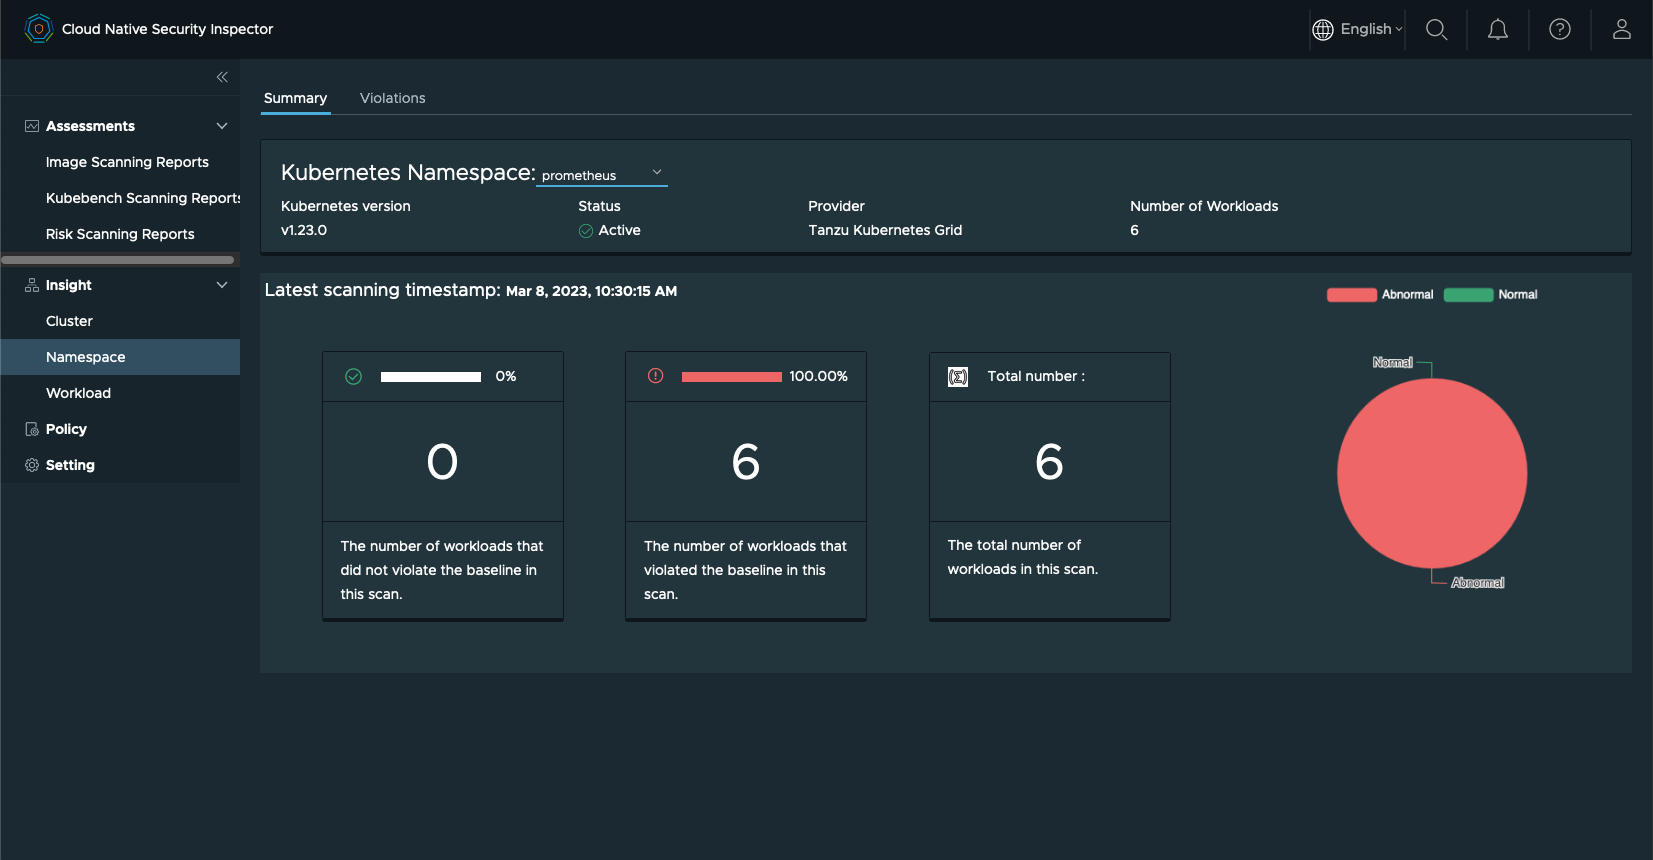 Cloud Native Security Inspector
English
Assessments
Image Scanning Reports
Kubebench Scanning Reports
Risk Scanning Reports
Insight
Cluster
Namespace
Workload
Policy
Setting
Summary Violations
Kubernetes Namespace: prometheus
Kubernetes version Status Provider Number of Workloads
v1.23.0 Active Tanzu Kubernetes Grid 6
Latest scanning timestamp: Mar 8, 2023, 10:30:15 AM
Abnormal Normal
0%
0
The number of workloads that
did not violate the baseline in
this scan.
100.00%
6
The number of workloads that
violated the baseline in this
scan.
Total number :
6
The total number of
workloads in this scan.
Normal
Abnormal